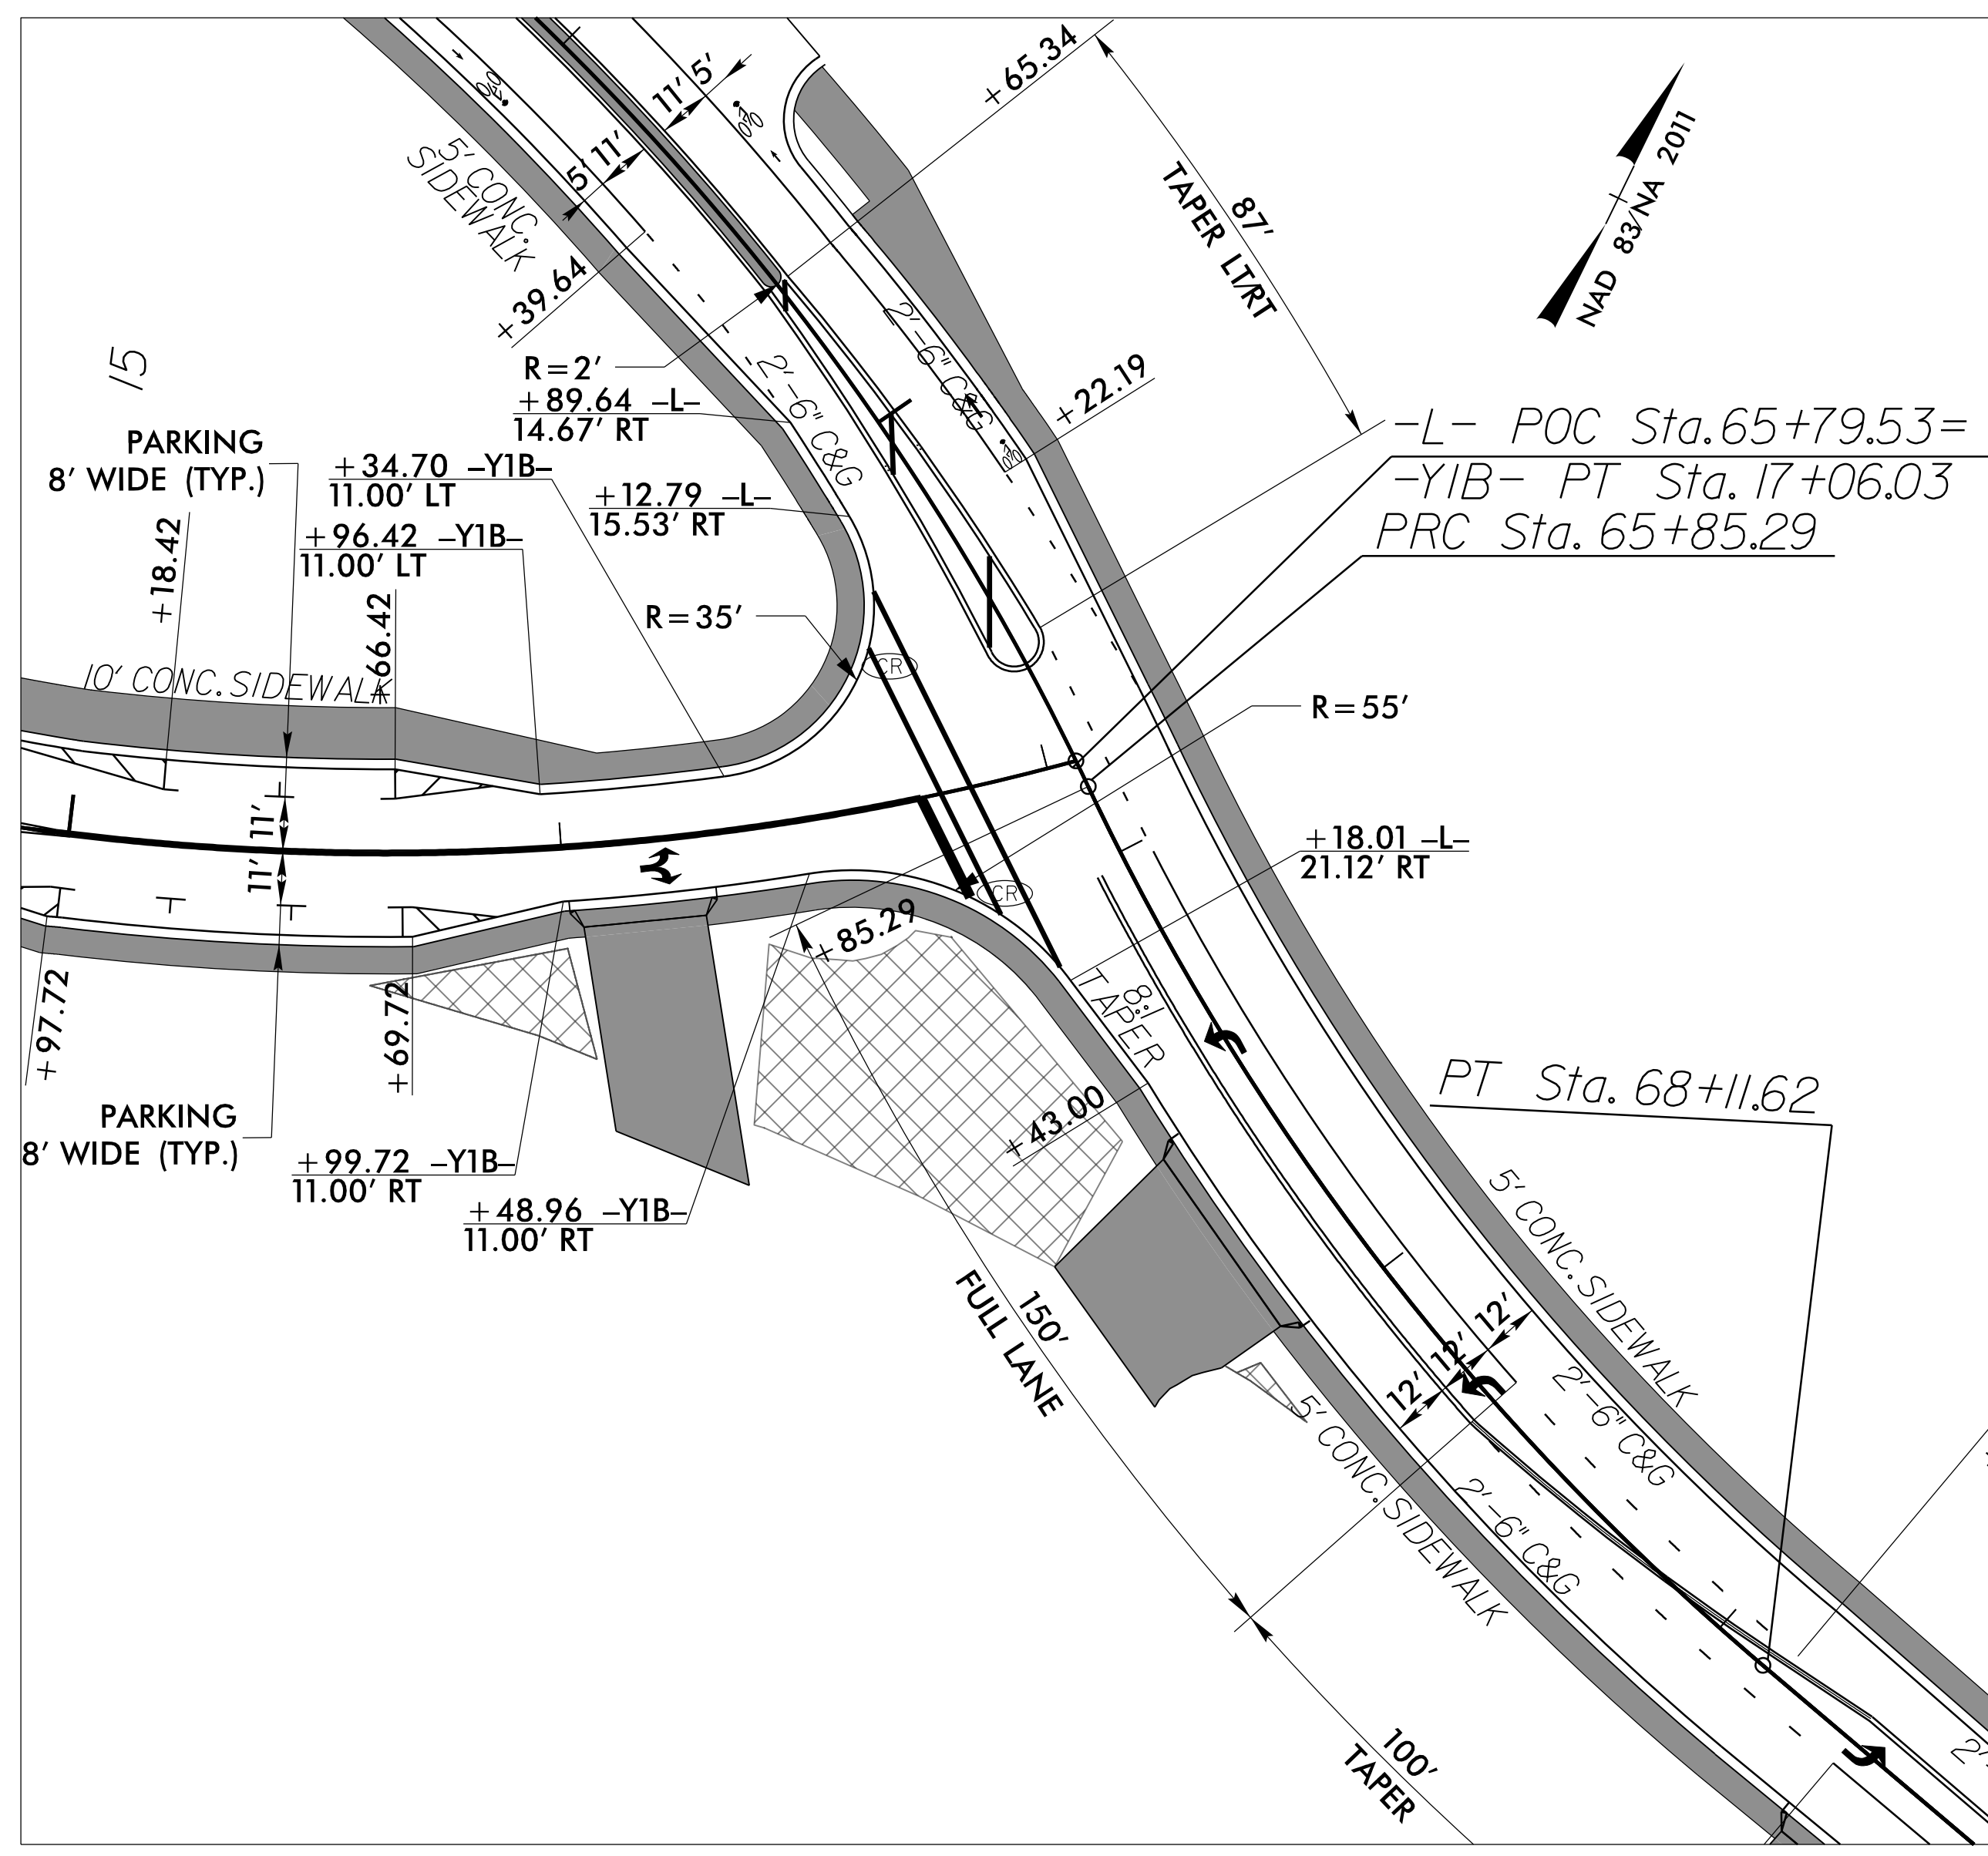 +65.34
11' 5'
5' 11'
87'
TAPER LT/RT
NAD 83/NA 2011
5' CONC.
SIDEWALK
+39.64
2'-6" C&G
+22.19
15
R=2'
+89.64 -L-
14.67' RT
2'-6" C&G
-L- POC Sta. 65+79.53=
-Y1B- PT Sta. 17+06.03
PRC Sta. 65+85.29
PARKING
8' WIDE (TYP.)
+34.70 -Y1B-
11.00' LT
+12.79 -L-
15.53' RT
+18.42
+96.42 -Y1B-
11.00' LT
+66.42
R=35'
10' CONC. SIDEWALK
CR
R=55'
11'
11'
+18.01 -L-
21.12' RT
CR
+85.29
8:1
TAPER
+97.72
+69.72
+43.00
PT Sta. 68+11.62
PARKING
8' WIDE (TYP.)
+99.72 -Y1B-
11.00' RT
+48.96 -Y1B-
11.00' RT
5' CONC. SIDEWALK
150'
FULL LANE
12'
12'
12'
2'-6" C&G
5' CONC. SIDEWALK
2'-6" C&G
100'
TAPER